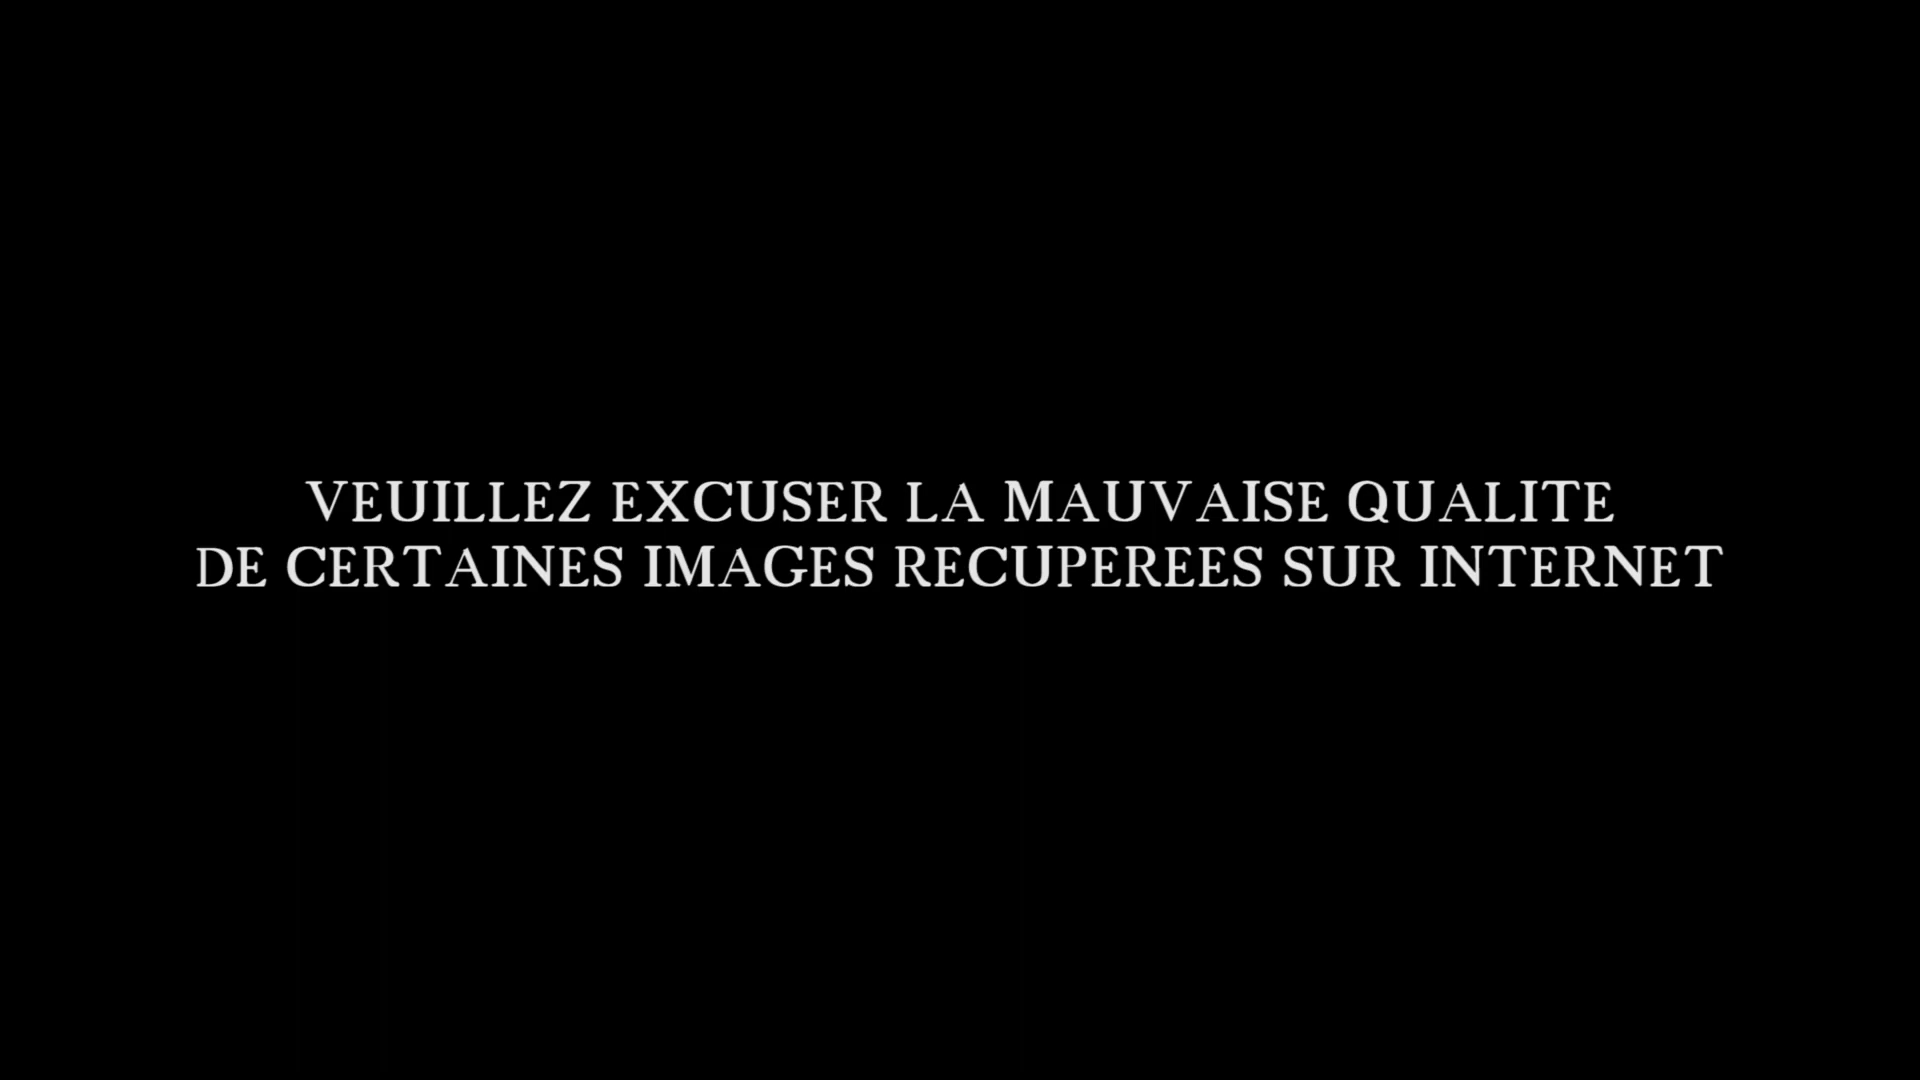 VEUILLEZ EXCUSER LA MAUVAISE QUALITE
DE CERTAINES IMAGES RECUPEREES SUR INTERNET